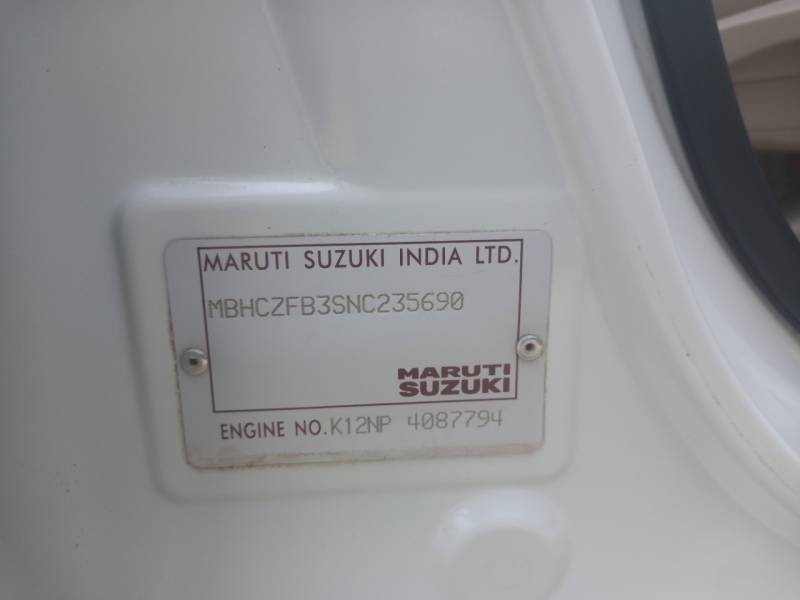 MARUTI SUZUKI INDIA LTD.
MBHCZFB3SNC235690
MARUTI
SUZUKI
ENGINE NO. K12NP 4087794